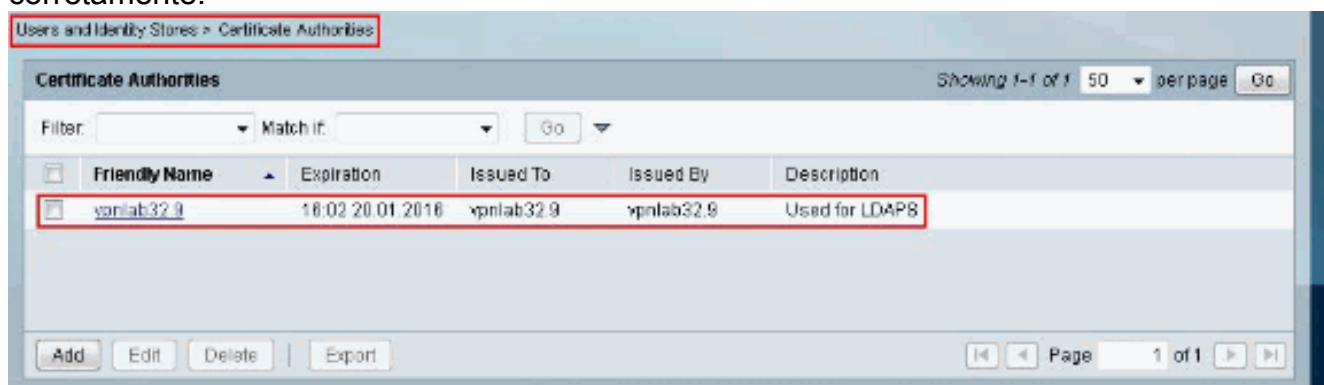 corretamente.
Users and Identity Stores > Certificate Authorities
Certificate Authorities Showing 1-1 of 1 50 per page Go
Filter: Match if: Go
Friendly Name Expiration Issued To Issued By Description
vpnlab32.9 16:02 20.01.2016 vpnlab32.9 vpnlab32.9 Used for LDAPS
Add Edit Delete | Export Page 1 of 1